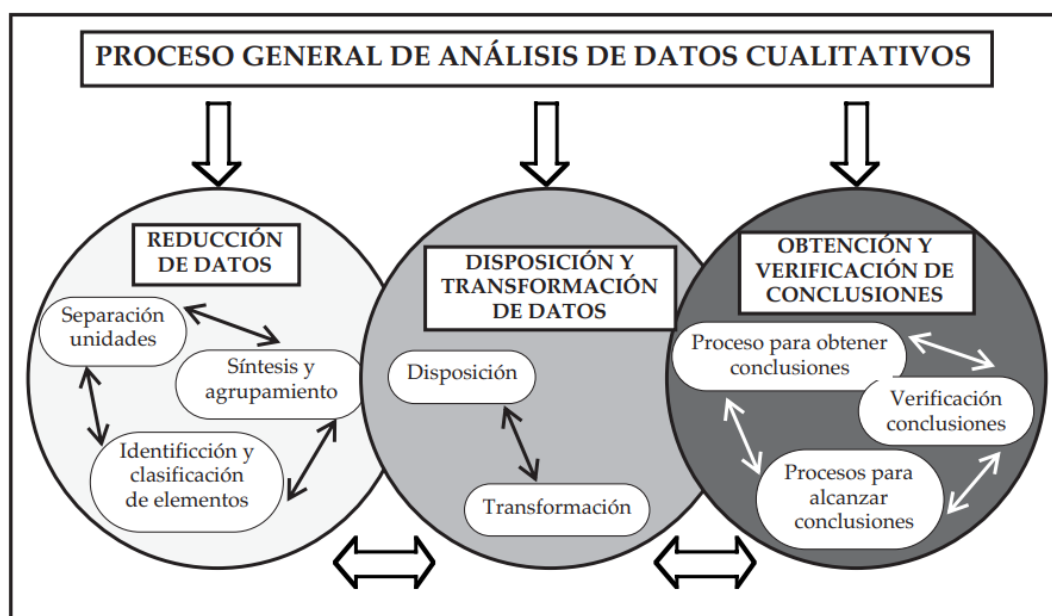 PROCESO GENERAL DE ANÁLISIS DE DATOS CUALITATIVOS
REDUCCIÓN
DE DATOS
Separación
unidades
Síntesis y
agrupamiento
Identificción y
clasificación
de elementos
DISPOSICIÓN Y
TRANSFORMACIÓN
DE DATOS
Disposición
Transformación
OBTENCIÓN Y
VERIFICACIÓN DE
CONCLUSIONES
Proceso para obtener
conclusiones
Verificación
conclusiones
Procesos para
alcanzar
conclusiones